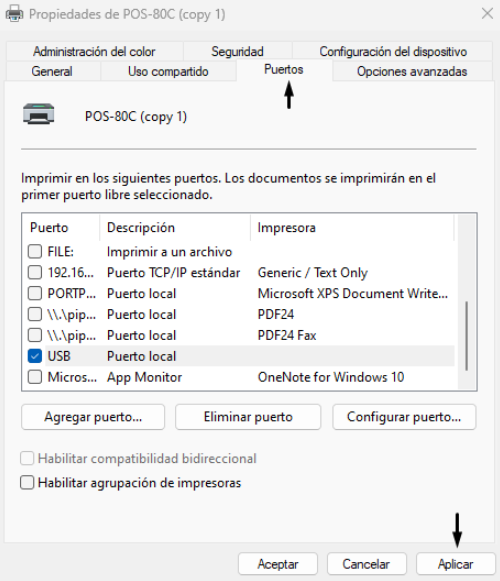 Propiedades de POS-80C (copy 1)
Administración del color Seguridad Configuración del dispositivo
General Uso compartido Puertos Opciones avanzadas
POS-80C (copy 1)
Imprimir en los siguientes puertos. Los documentos se imprimirán en el
primer puerto libre seleccionado.
Puerto Descripción Impresora
FILE: Imprimir a un archivo
192.16... Puerto TCP/IP estándar Generic / Text Only
PORTP... Puerto local Microsoft XPS Document Write...
\\.\pip... Puerto local PDF24
\\.\pip... Puerto local PDF24 Fax
USB Puerto local
Micros... App Monitor OneNote for Windows 10
Agregar puerto... Eliminar puerto Configurar puerto...
Habilitar compatibilidad bidireccional
Habilitar agrupación de impresoras
Aceptar Cancelar Aplicar